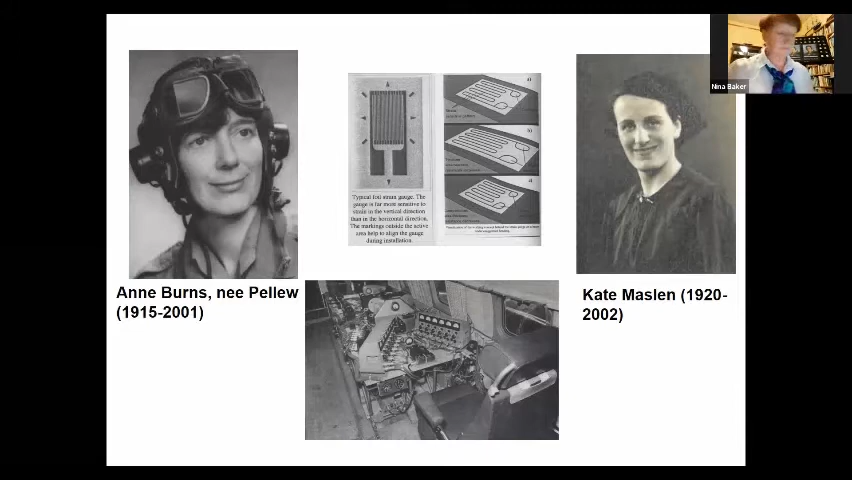 Nina Baker
Typical foil strain gauge. The
gauge is far more sensitive to
strain in the vertical direction
than in the horizontal direction.
The markings outside the active
area help to align the gauge
during installation.
Anne Burns, nee Pellew
(1915-2001)
Kate Maslen (1920-
2002)